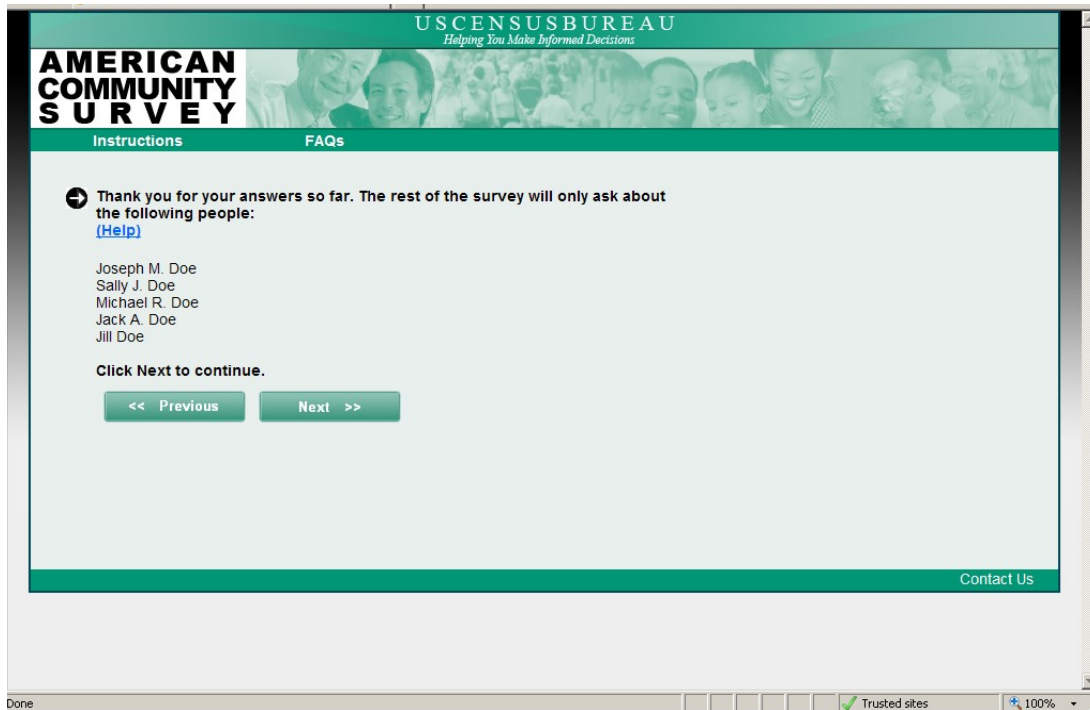 USCENSUSBUREAU
Helping You Make Informed Decisions
AMERICAN
COMMUNITY
SURVEY
Instructions FAQs
Thank you for your answers so far. The rest of the survey will only ask about
the following people:
(Help)
Joseph M. Doe
Sally J. Doe
Michael R. Doe
Jack A. Doe
Jill Doe
Click Next to continue.
<< Previous Next >>
Contact Us
Done Trusted sites 100%